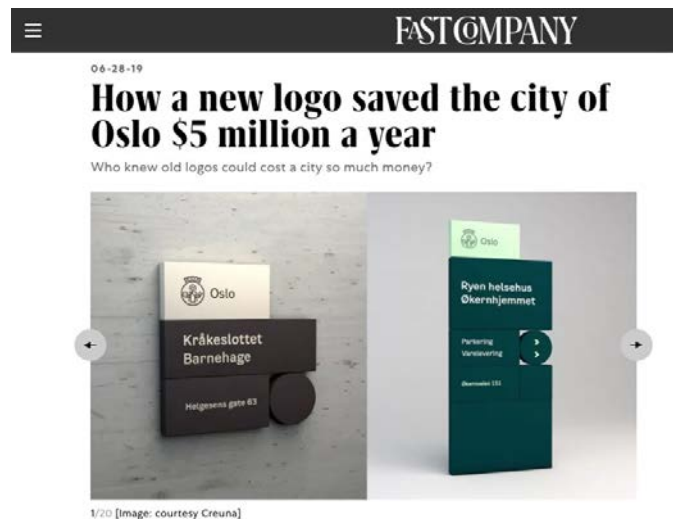 FAST COMPANY
06-28-19
How a new logo saved the city of
Oslo $5 million a year
Who knew old logos could cost a city so much money?
Oslo
Kråkeslottet
Barnehage
Helgesens gate 63
Oslo
Ryen helsehus
Økernhjemmet
Parkering
Varelevering
1/20 [Image: courtesy Creuna]